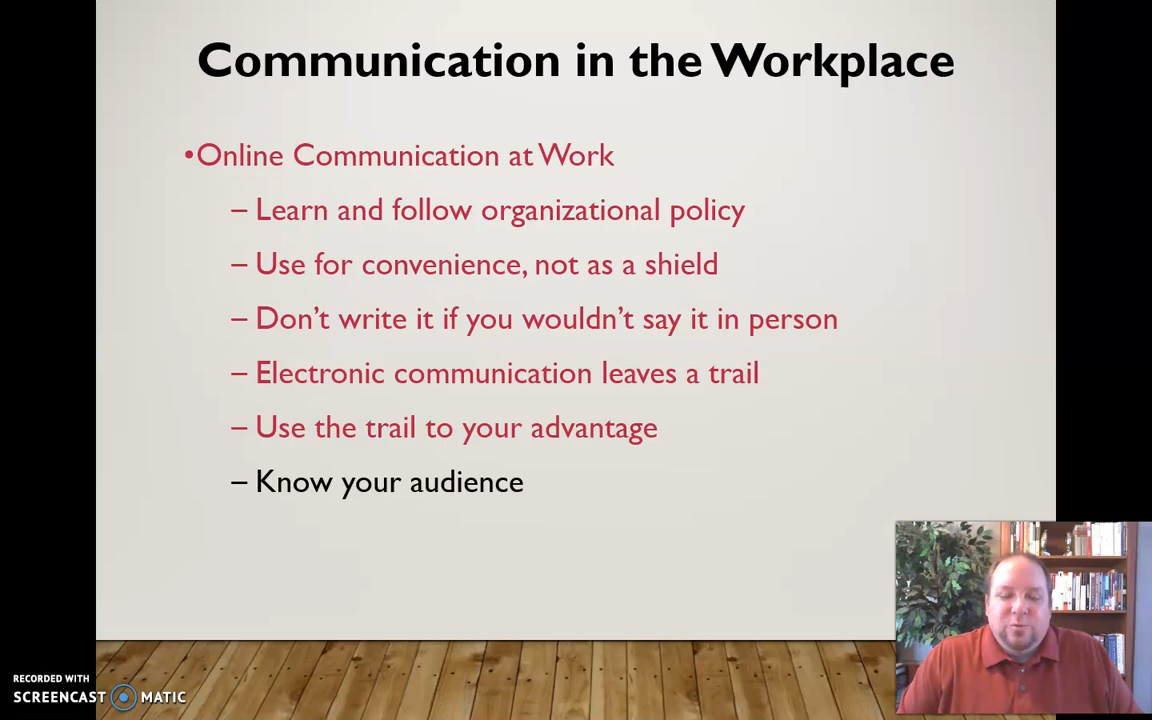 Communication in the Workplace
•Online Communication at Work
– Learn and follow organizational policy
– Use for convenience, not as a shield
– Don’t write it if you wouldn’t say it in person
– Electronic communication leaves a trail
– Use the trail to your advantage
– Know your audience
RECORDED WITH
SCREENCAST MATIC